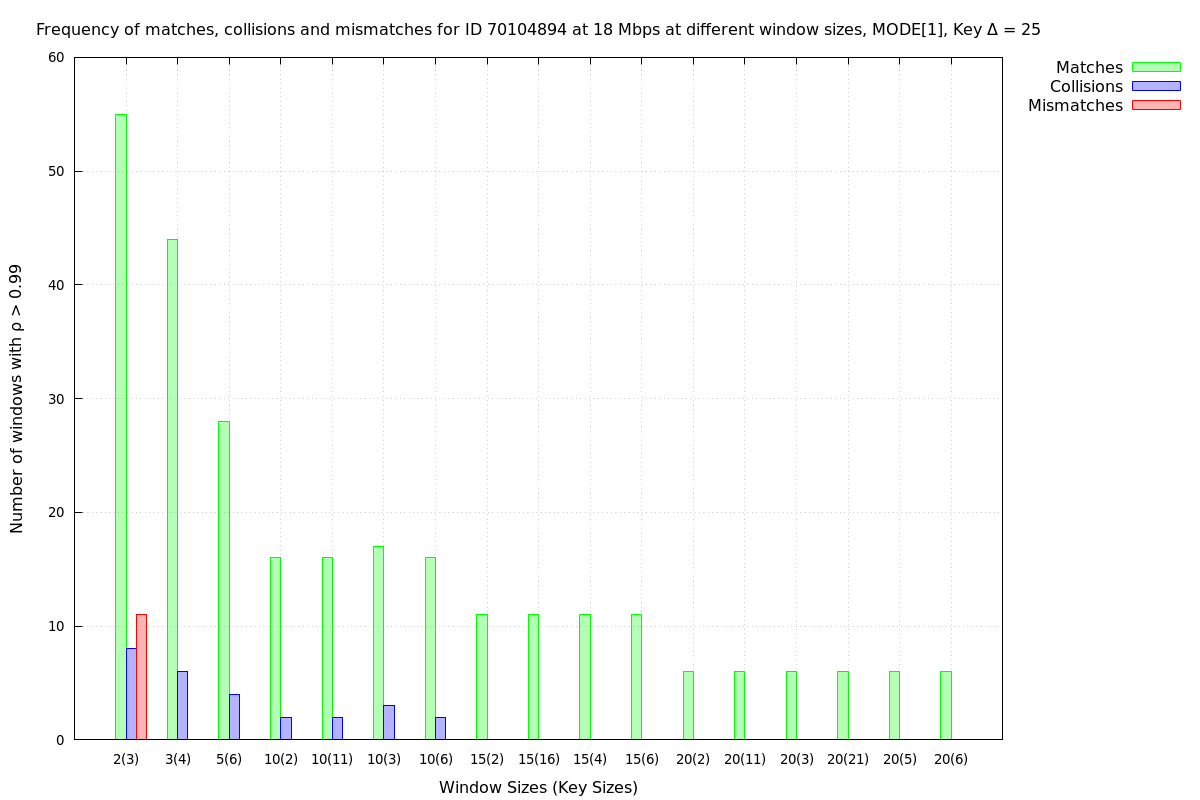 Frequency of matches, collisions and mismatches for ID 70104894 at 18 Mbps at different window sizes, MODE[1], Key Δ = 25
Matches
Collisions
Mismatches
Number of windows with ρ > 0.99
60
50
40
30
20
10
0
2(3) 3(4) 5(6) 10(2) 10(11) 10(3) 10(6) 15(2) 15(16) 15(4) 15(6) 20(2) 20(11) 20(3) 20(21) 20(5) 20(6)
Window Sizes (Key Sizes)